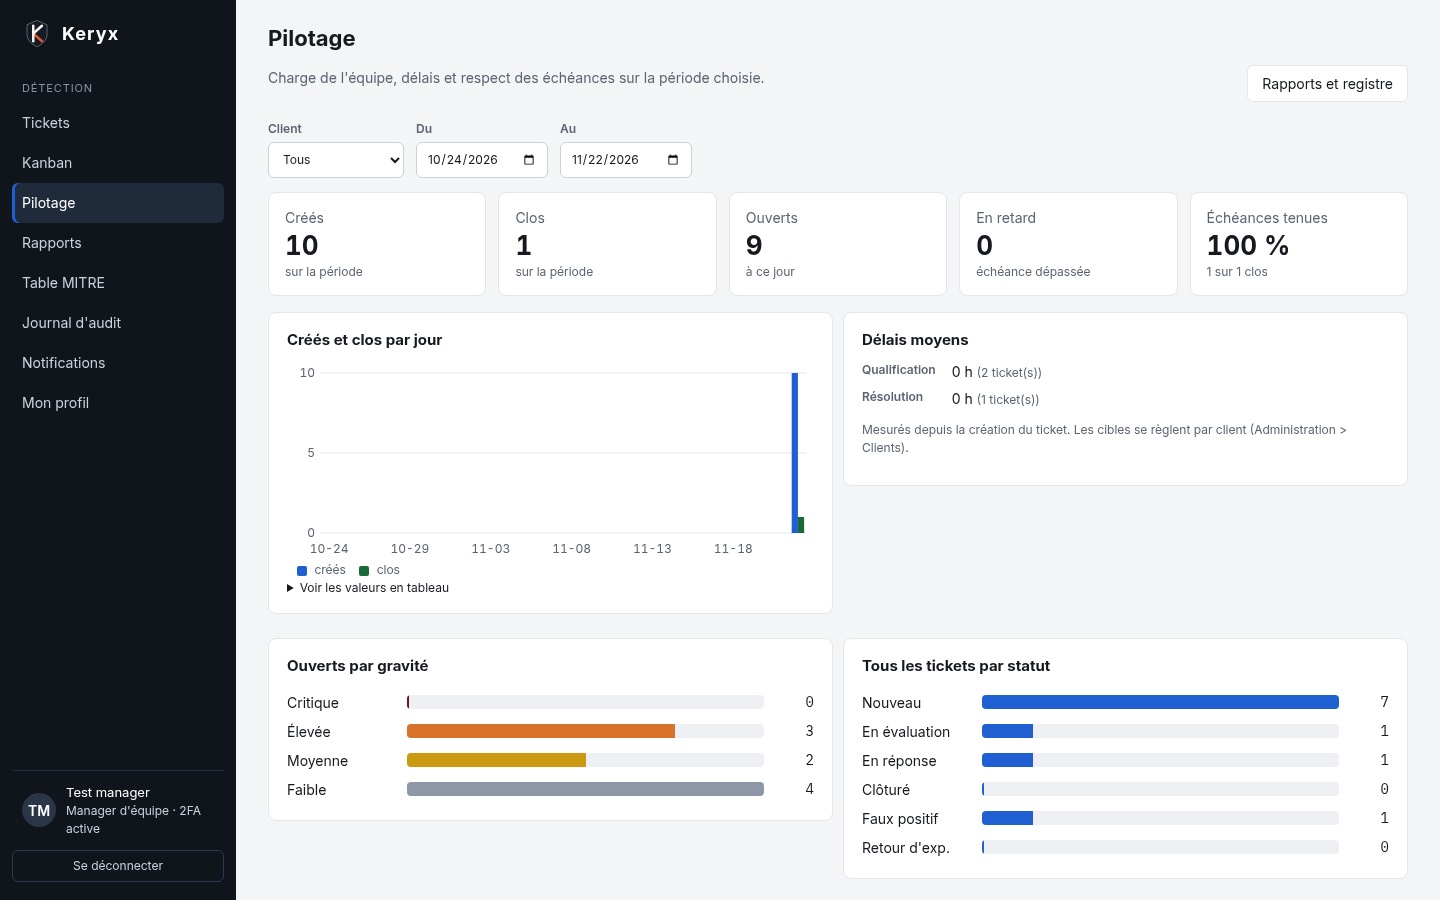 Keryx
DÉTECTION
Tickets
Kanban
Pilotage
Rapports
Table MITRE
Journal d'audit
Notifications
Mon profil
TM
Test manager
Manager d'équipe · 2FA
active
Se déconnecter
Pilotage
Charge de l'équipe, délais et respect des échéances sur la période choisie.
Rapports et registre
Client
Du
Au
Tous
10/24/2026
11/22/2026
Créés
10
sur la période
Clos
1
sur la période
Ouverts
9
à ce jour
En retard
0
échéance dépassée
Échéances tenues
100 %
1 sur 1 clos
Créés et clos par jour
10
5
0
10-24 10-29 11-03 11-08 11-13 11-18
créés clos
Voir les valeurs en tableau
Délais moyens
Qualification 0 h (2 ticket(s))
Résolution 0 h (1 ticket(s))
Mesurés depuis la création du ticket. Les cibles se règlent par client (Administration >
Clients).
Ouverts par gravité
Critique 0
Élevée 3
Moyenne 2
Faible 4
Tous les tickets par statut
Nouveau 7
En évaluation 1
En réponse 1
Clôturé 0
Faux positif 1
Retour d'exp. 0